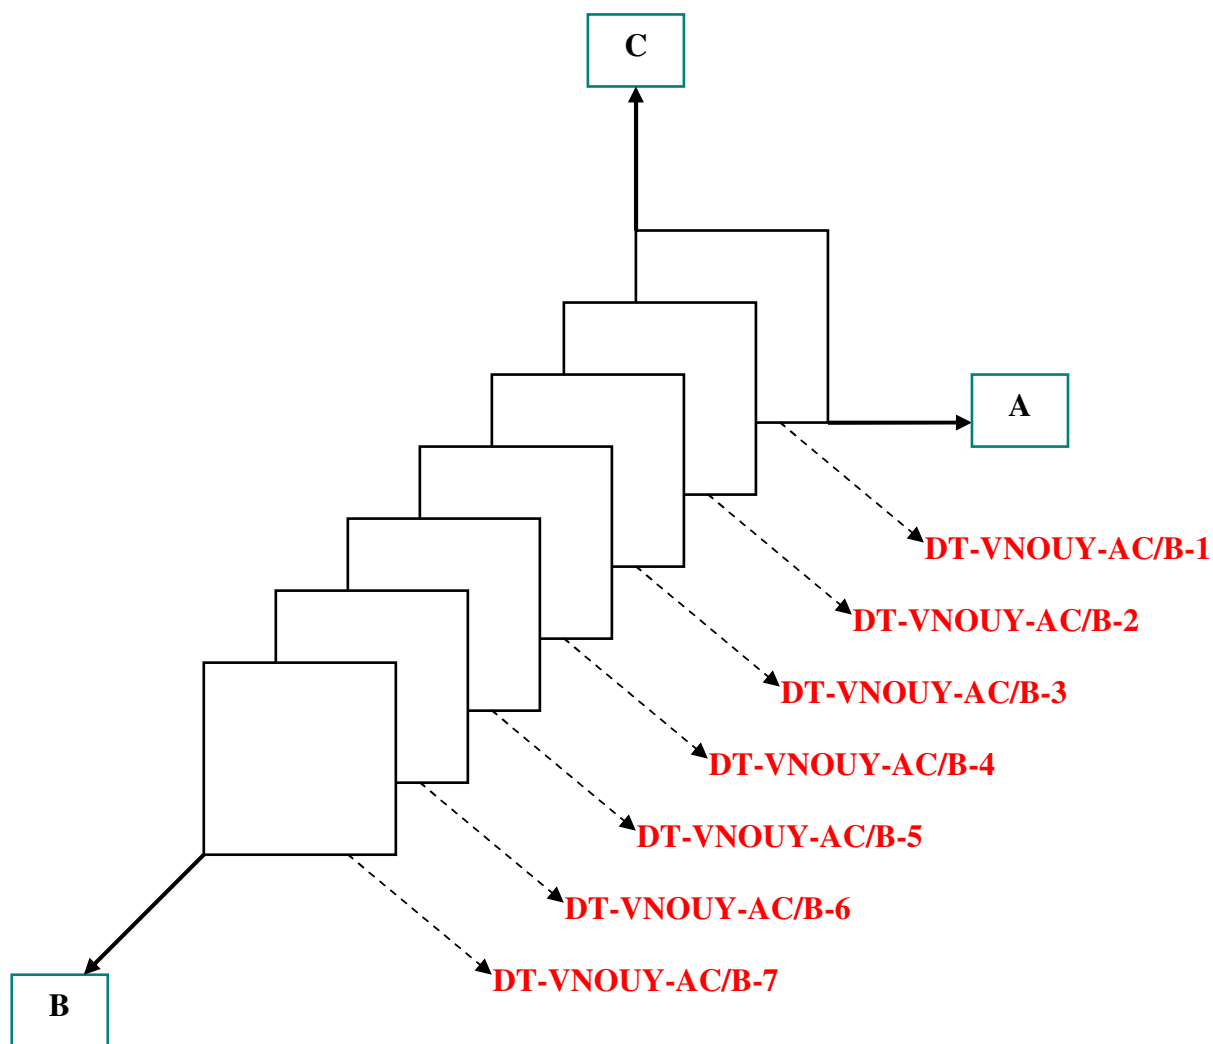 C
A
DT-VNOUY-AC/B-1
DT-VNOUY-AC/B-2
DT-VNOUY-AC/B-3
DT-VNOUY-AC/B-4
DT-VNOUY-AC/B-5
DT-VNOUY-AC/B-6
DT-VNOUY-AC/B-7
B